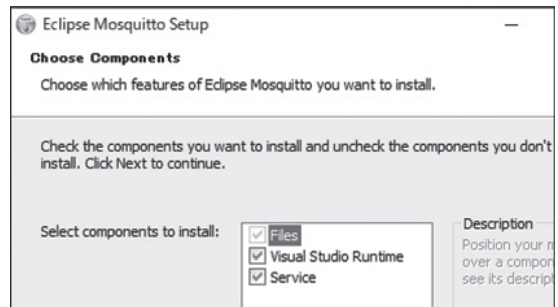 Eclipse Mosquitto Setup
Choose Components
Choose which features of Eclipse Mosquitto you want to install.
Check the components you want to install and uncheck the components you don't
install. Click Next to continue.
Select components to install:
Files
Visual Studio Runtime
Service
Description
Position your
over a
see its